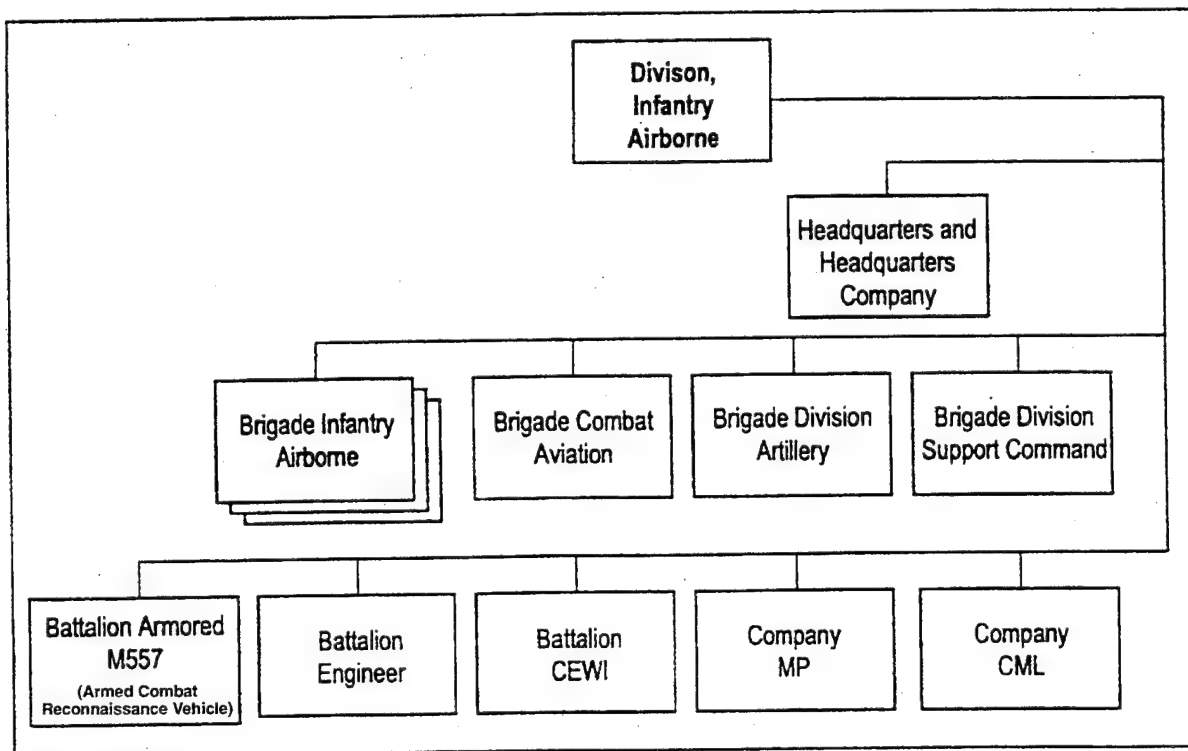 Divison,
Infantry
Airborne
Headquarters and
Headquarters
Company
Brigade Infantry
Airborne
Brigade Combat
Aviation
Brigade Division
Artillery
Brigade Division
Support Command
Battalion Armored
M557
(Armed Combat
Reconnaissance Vehicle)
Battalion
Engineer
Battalion
CEWI
Company
MP
Company
CML